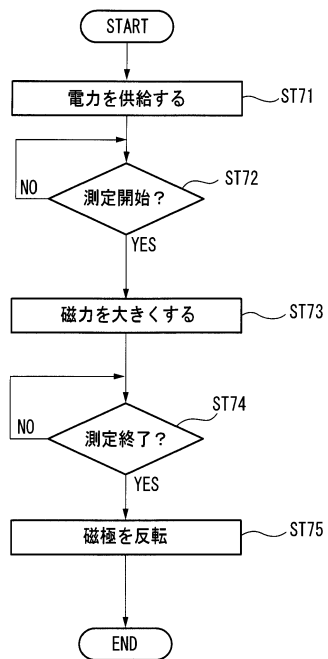 START
電力を供給する
ST71
測定開始?
ST72
NO
YES
磁力を大きくする
ST73
測定終了?
ST74
NO
YES
磁極を反転
ST75
END